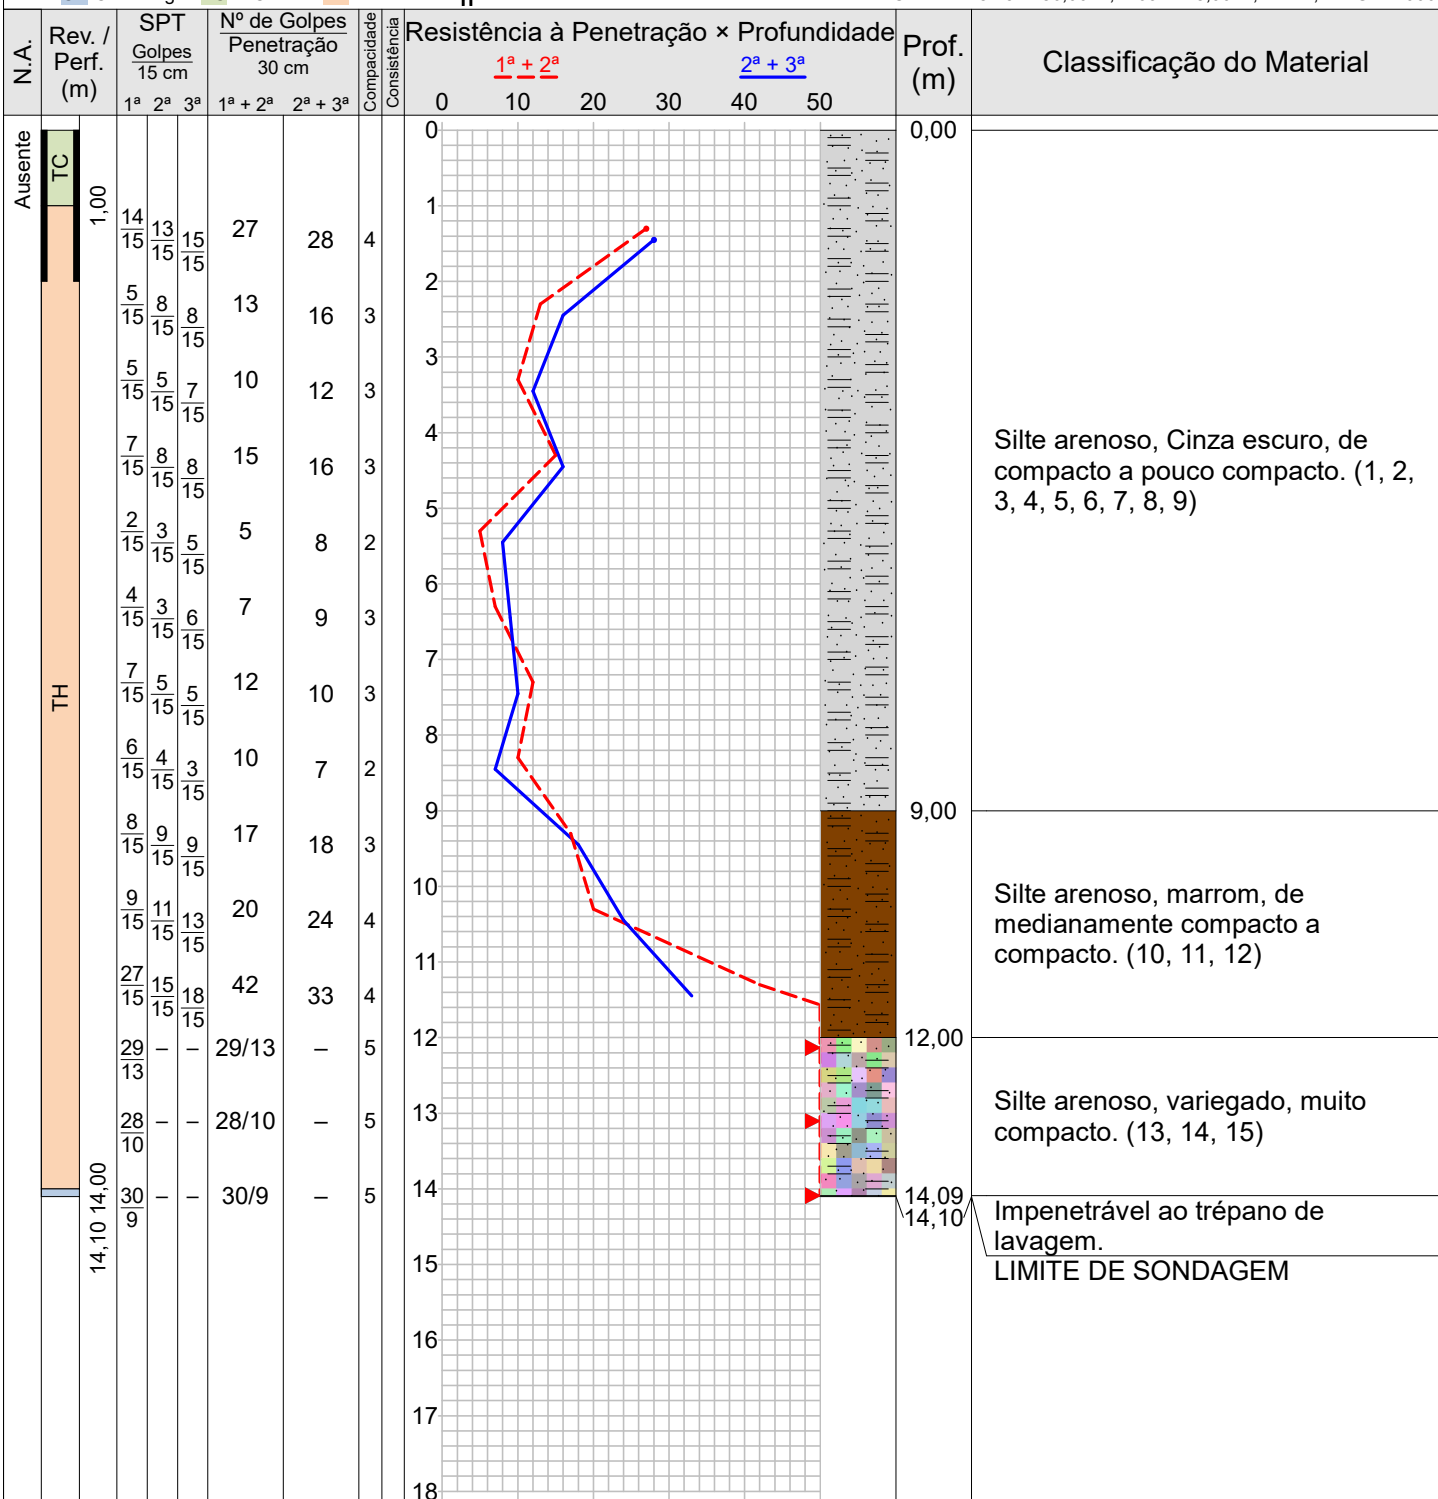 N.A.
Rev. /
Perf.
(m)
SPT
Golpes
15 cm
1ª 2ª 3ª
Nº de Golpes
Penetração
30 cm
1ª + 2ª 2ª + 3ª
Compacidade
Consistência
Resistência à Penetração × Profundidade
1ª + 2ª 2ª + 3ª
0 10 20 30 40 50
Prof.
(m)
Classificação do Material
Ausente
TC
1,00
TH
14,00
14,10
14/15 13/15 15/15 27 28 4
5/15 8/15 8/15 13 16 3
5/15 5/15 7/15 10 12 3
7/15 8/15 8/15 15 16 3
2/15 3/15 5/15 5 8 2
4/15 3/15 6/15 7 9 3
7/15 5/15 5/15 12 10 3
6/15 4/15 3/15 10 7 2
8/15 9/15 9/15 17 18 3
9/15 11/15 13/15 20 24 4
27/15 15/15 18/15 42 33 4
29/13 – – 29/13 – 5
28/10 – – 28/10 – 5
30/9 – – 30/9 – 5
0
1
2
3
4
5
6
7
8
9
10
11
12
13
14
15
16
17
18
0,00
9,00
12,00
14,09
14,10
Silte arenoso, Cinza escuro, de
compacto a pouco compacto. (1, 2,
3, 4, 5, 6, 7, 8, 9)
Silte arenoso, marrom, de
medianamente compacto a
compacto. (10, 11, 12)
Silte arenoso, variegado, muito
compacto. (13, 14, 15)
Impenetrável ao trépano de
lavagem.
LIMITE DE SONDAGEM